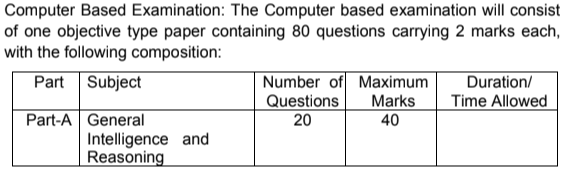 Computer Based Examination: The Computer based examination will consist
of one objective type paper containing 80 questions carrying 2 marks each,
with the following composition:
Part Subject Number of Maximum Duration/
Questions Marks Time Allowed
Part-A General 20 40
Intelligence and
Reasoning